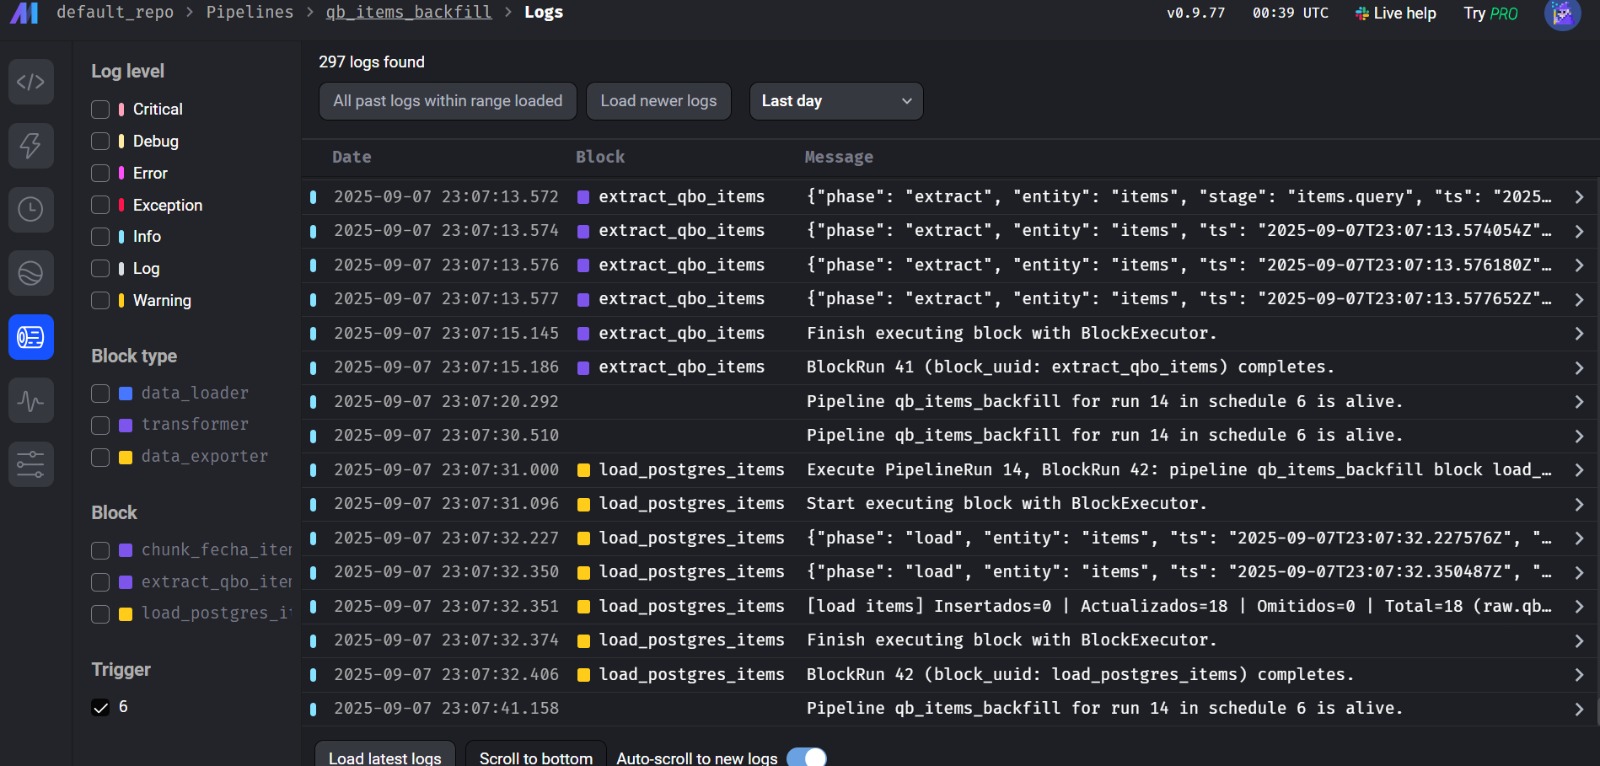 default_repo > Pipelines > qb_items_backfill > Logs
v0.9.77 00:39 UTC Live help Try PRO
Log level
Critical
Debug
Error
Exception
Info
Log
Warning
Block type
data_loader
transformer
data_exporter
Block
chunk_fecha_iter
extract_qbo_iter
load_postgres_it
Trigger
6
297 logs found
All past logs within range loaded Load newer logs Last day
Date Block Message
2025-09-07 23:07:13.572 extract_qbo_items {"phase": "extract", "entity": "items", "stage": "items.query", "ts": "2025…
2025-09-07 23:07:13.574 extract_qbo_items {"phase": "extract", "entity": "items", "ts": "2025-09-07T23:07:13.574054Z"…
2025-09-07 23:07:13.576 extract_qbo_items {"phase": "extract", "entity": "items", "ts": "2025-09-07T23:07:13.576180Z"…
2025-09-07 23:07:13.577 extract_qbo_items {"phase": "extract", "entity": "items", "ts": "2025-09-07T23:07:13.577652Z"…
2025-09-07 23:07:15.145 extract_qbo_items Finish executing block with BlockExecutor.
2025-09-07 23:07:15.186 extract_qbo_items BlockRun 41 (block_uuid: extract_qbo_items) completes.
2025-09-07 23:07:20.292 Pipeline qb_items_backfill for run 14 in schedule 6 is alive.
2025-09-07 23:07:30.510 Pipeline qb_items_backfill for run 14 in schedule 6 is alive.
2025-09-07 23:07:31.000 load_postgres_items Execute PipelineRun 14, BlockRun 42: pipeline qb_items_backfill block load_…
2025-09-07 23:07:31.096 load_postgres_items Start executing block with BlockExecutor.
2025-09-07 23:07:32.227 load_postgres_items {"phase": "load", "entity": "items", "ts": "2025-09-07T23:07:32.227576Z", "…
2025-09-07 23:07:32.350 load_postgres_items {"phase": "load", "entity": "items", "ts": "2025-09-07T23:07:32.350487Z", "…
2025-09-07 23:07:32.351 load_postgres_items [load items] Insertados=0 | Actualizados=18 | Omitidos=0 | Total=18 (raw.qb…
2025-09-07 23:07:32.374 load_postgres_items Finish executing block with BlockExecutor.
2025-09-07 23:07:32.406 load_postgres_items BlockRun 42 (block_uuid: load_postgres_items) completes.
2025-09-07 23:07:41.158 Pipeline qb_items_backfill for run 14 in schedule 6 is alive.
Load latest logs Scroll to bottom Auto-scroll to new logs